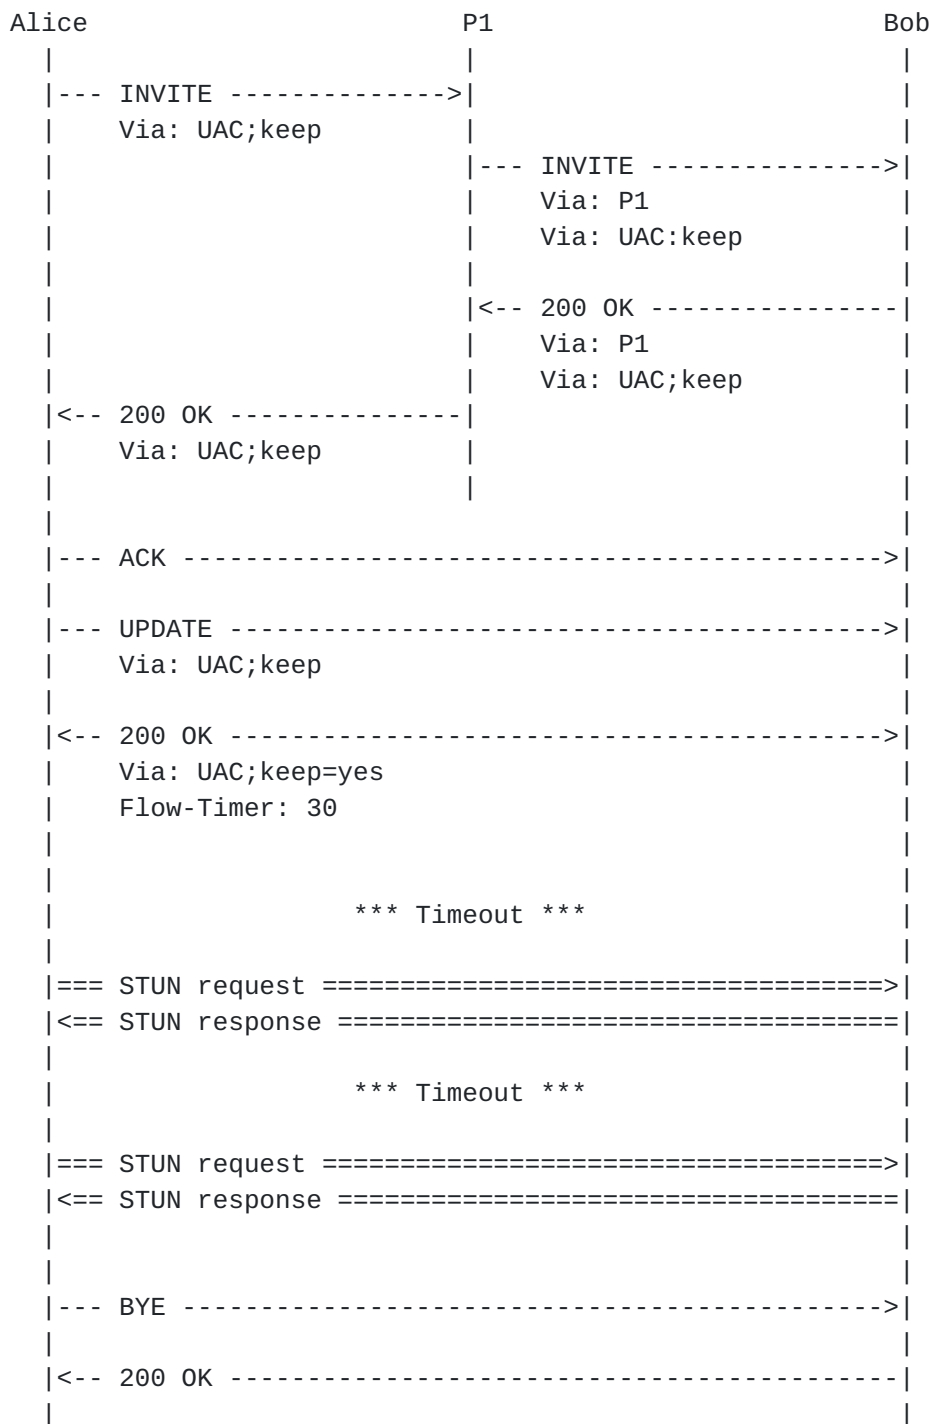 Alice                        P1                         Bob
  |                          |                           |
  |--- INVITE -------------->|                           |
  |    Via: UAC;keep         |                           |
  |                          |--- INVITE --------------->|
  |                          |    Via: P1                |
  |                          |    Via: UAC:keep          |
  |                          |                           |
  |                          |<-- 200 OK ----------------|
  |                          |    Via: P1                |
  |                          |    Via: UAC;keep          |
  |<-- 200 OK ---------------|                           |
  |    Via: UAC;keep         |                           |
  |                          |                           |
  |                                                      |
  |--- ACK --------------------------------------------->|
  |                                                      |
  |--- UPDATE ------------------------------------------>|
  |    Via: UAC;keep                                     |
  |                                                      |
  |<-- 200 OK ------------------------------------------>|
  |    Via: UAC;keep=yes                                 |
  |    Flow-Timer: 30                                    |
  |                                                      |
  |                                                      |
  |                   *** Timeout ***                    |
  |                                                      |
  |=== STUN request ====================================>|
  |<== STUN response ====================================|
  |                                                      |
  |                   *** Timeout ***                    |
  |                                                      |
  |=== STUN request ====================================>|
  |<== STUN response ====================================|
  |                                                      |
  |                                                      |
  |--- BYE --------------------------------------------->|
  |                                                      |
  |<-- 200 OK -------------------------------------------|
  |                                                      |